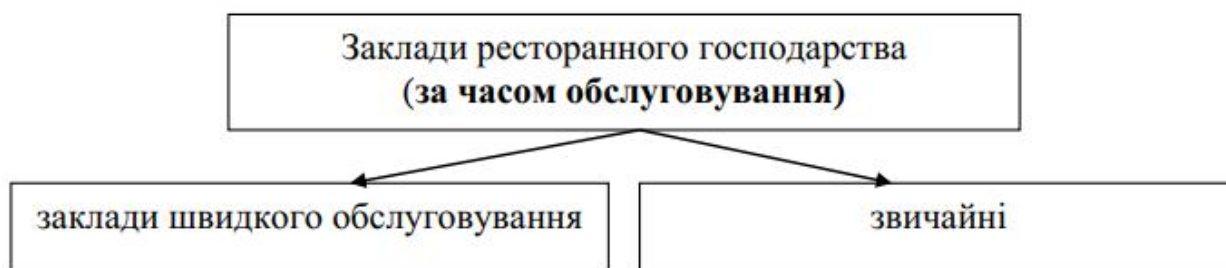 Заклади ресторанного господарства
(за часом обслуговування)
заклади швидкого обслуговування
звичайні